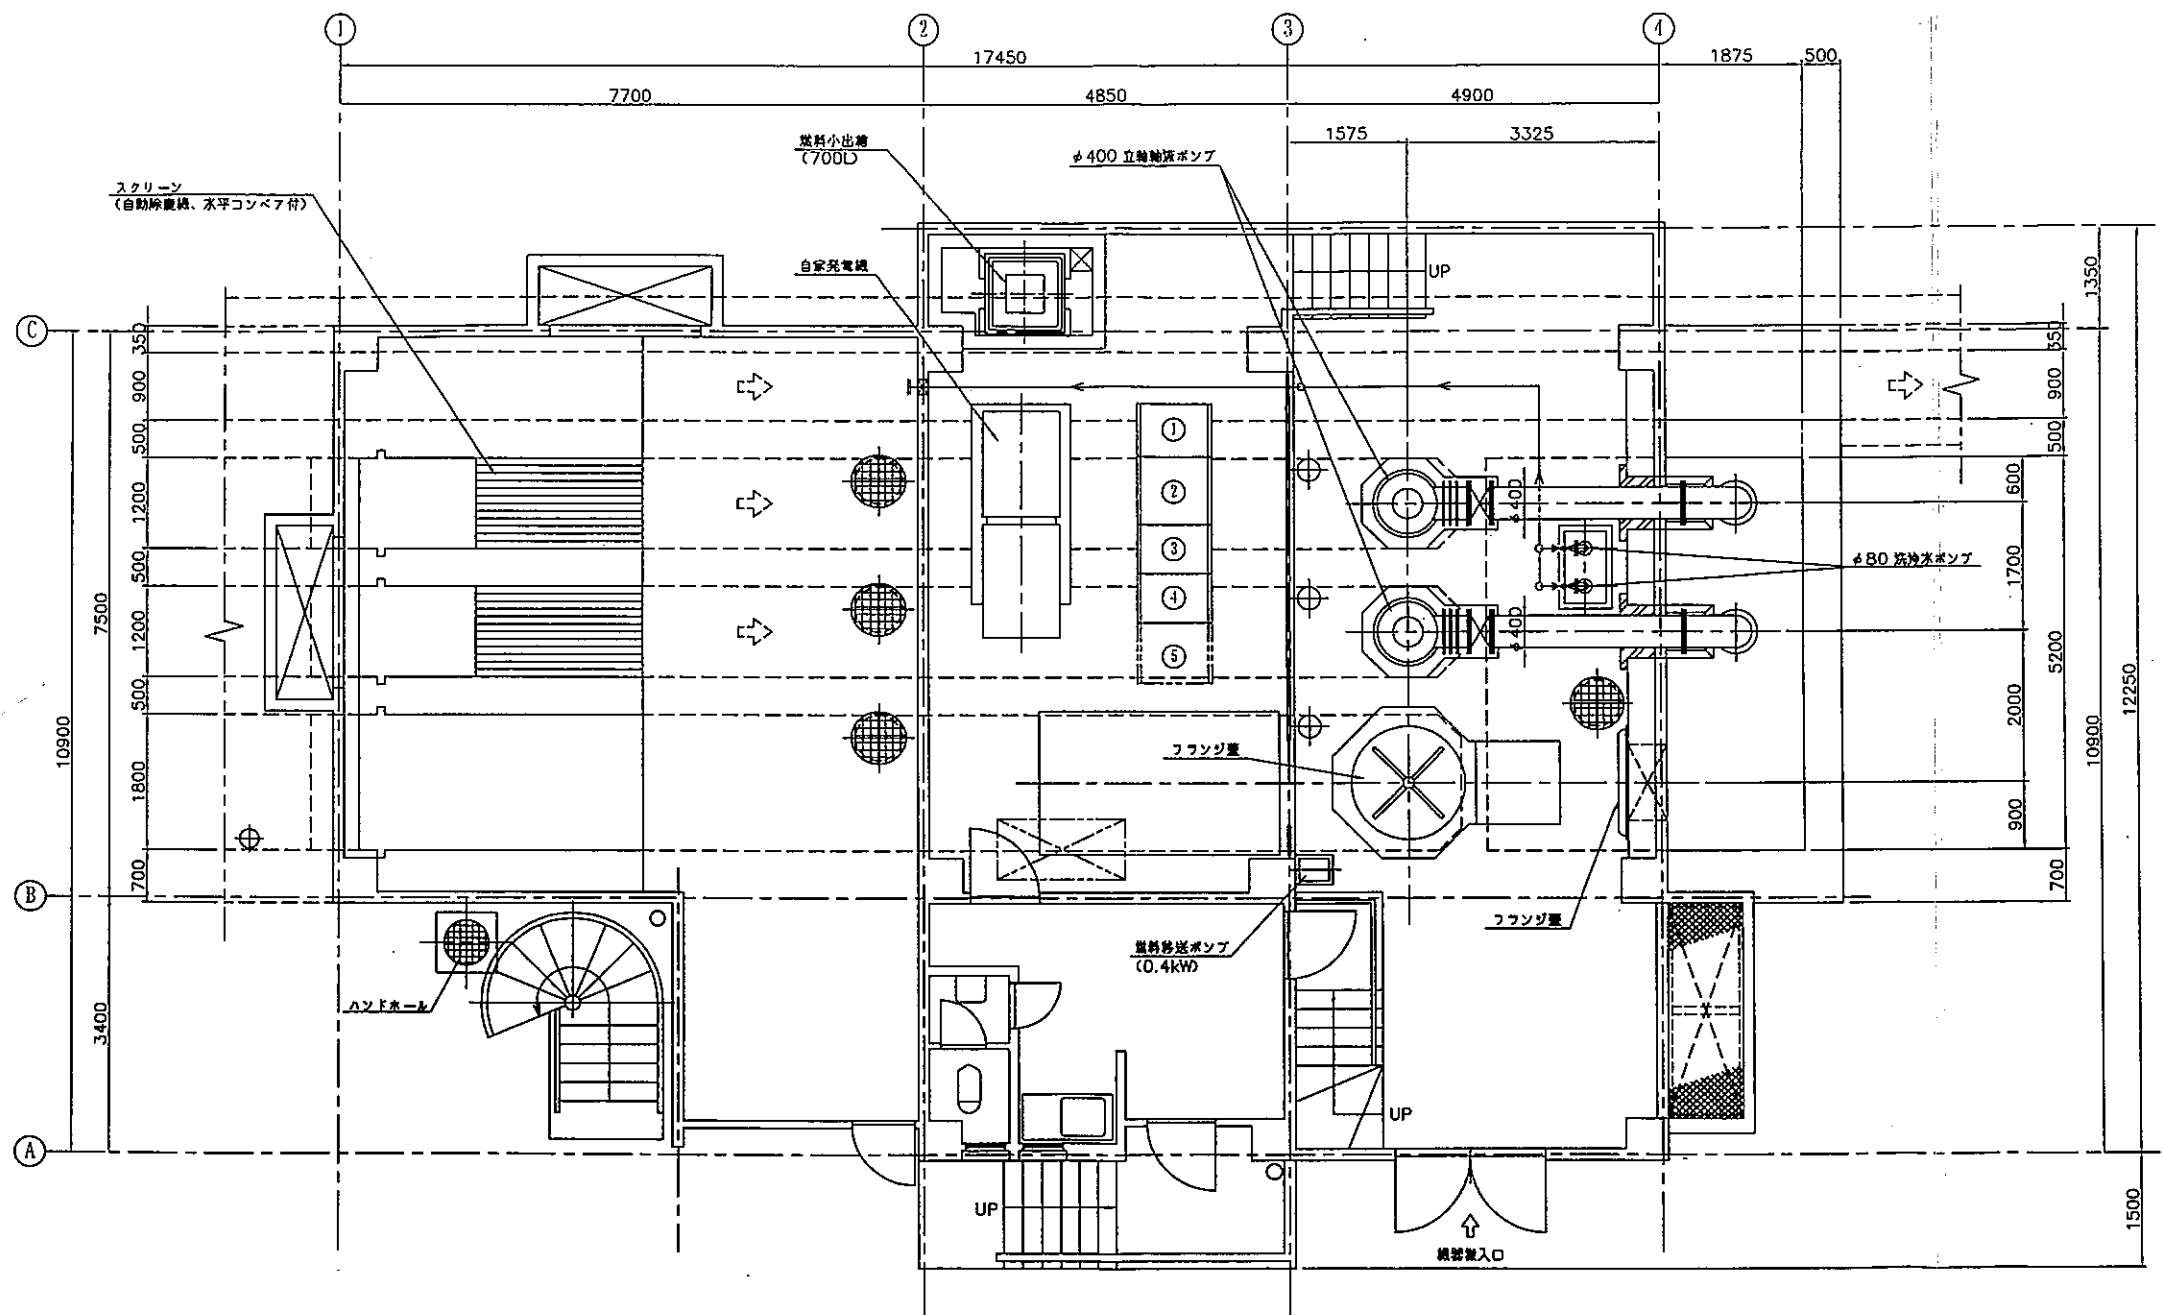 1
2
3
4
17450
1875
500
7700
4850
4900
1575
3325
燃料小出槽
(700L)
φ400 立軸軸流ポンプ
スクリーン
(自動除塵機、水平コンベア付)
自家発電機
UP
C
350
900
500
1200
500
1200
500
1800
700
7500
10900
3400
1
2
3
4
5
φ400
φ400
φ80 洗浄水ポンプ
1350
350
900
500
600
1700
5200
2000
900
700
10900
12250
1500
フランジ蓋
フランジ蓋
B
燃料移送ポンプ
(0.4kW)
ハンドホール
UP
A
UP
機器搬入口